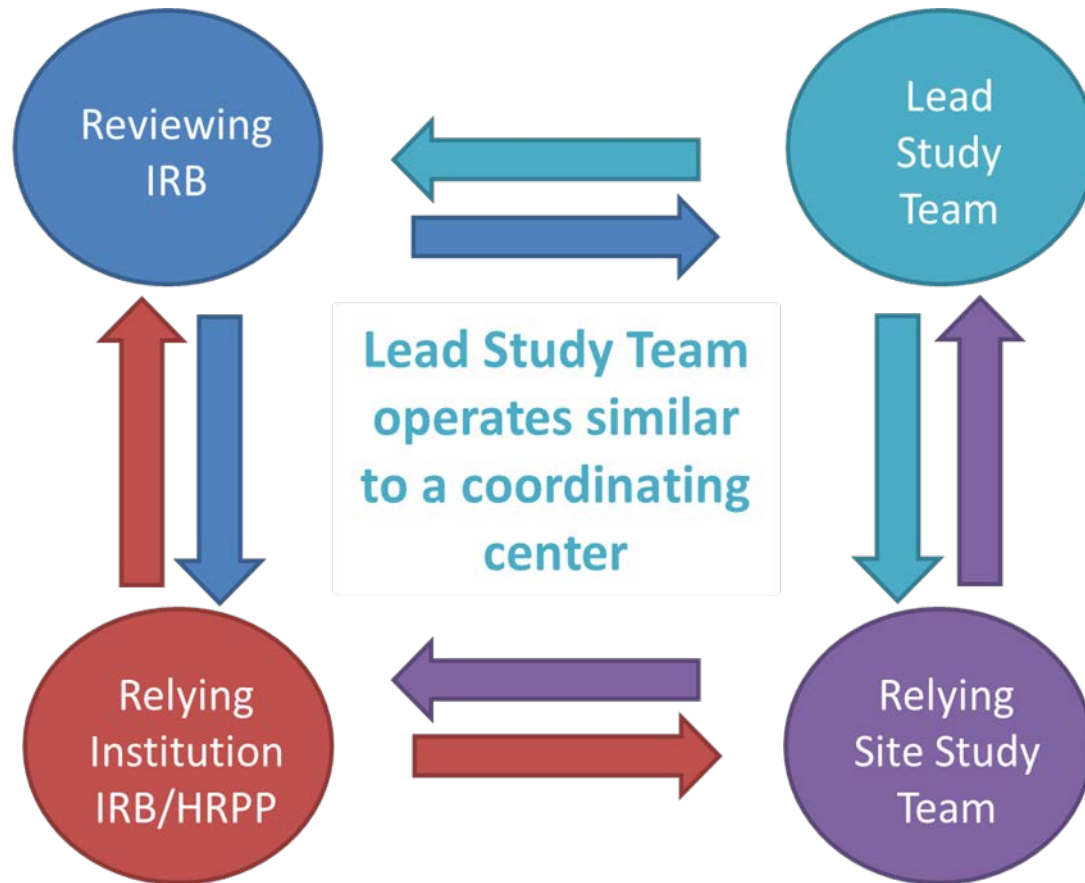 Reviewing
IRB
Lead
Study
Team
Lead Study Team
operates similar
to a coordinating
center
Relying
Institution
IRB/HRPP
Relying
Site Study
Team